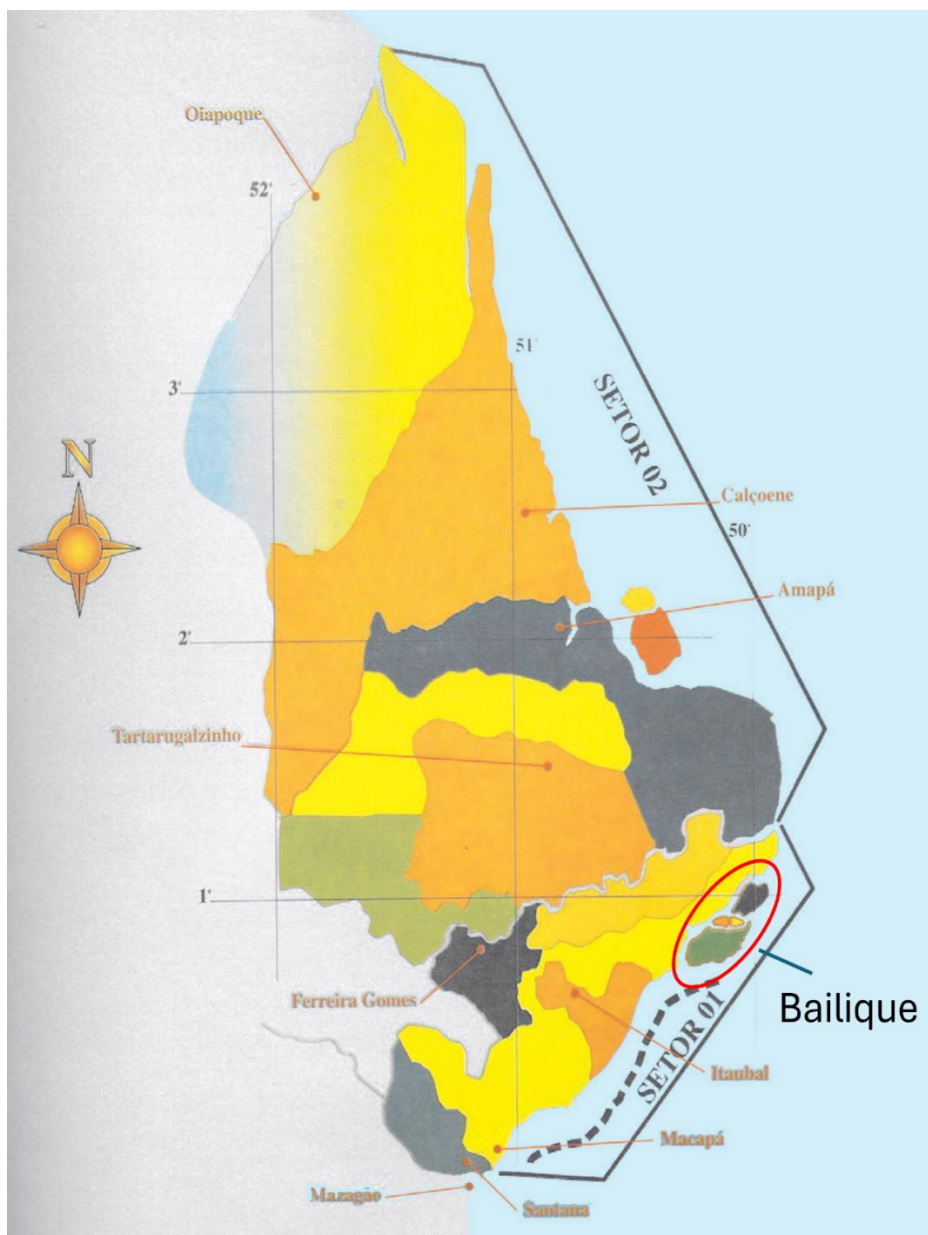 Oiapoque
52'
51'
3'
SETOR 02
N
Calçoene
50'
Amapá
2'
Tartarugalzinho
1'
Ferreira Gomes
SETOR 01
Bailique
Itaubal
Macapá
Mazagão
Santana